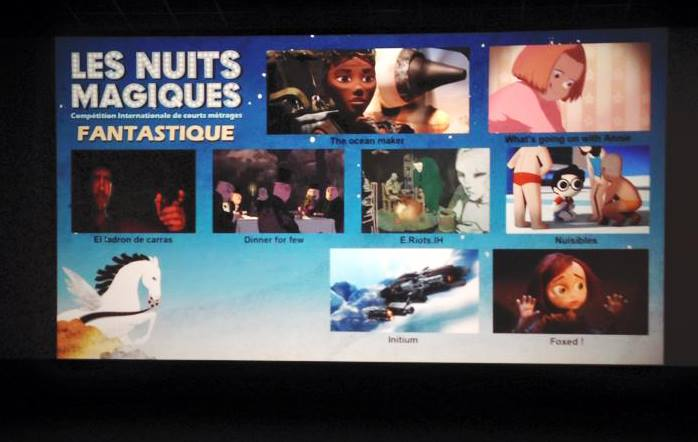 LES NUITS
MAGIQUES
Compétition Internationale de courts métrages
FANTASTIQUE
The ocean maker
What's going on with Annie
El ladron de carras
Dinner for few
E.Riots.IH
Nuisibles
Initium
Foxed !